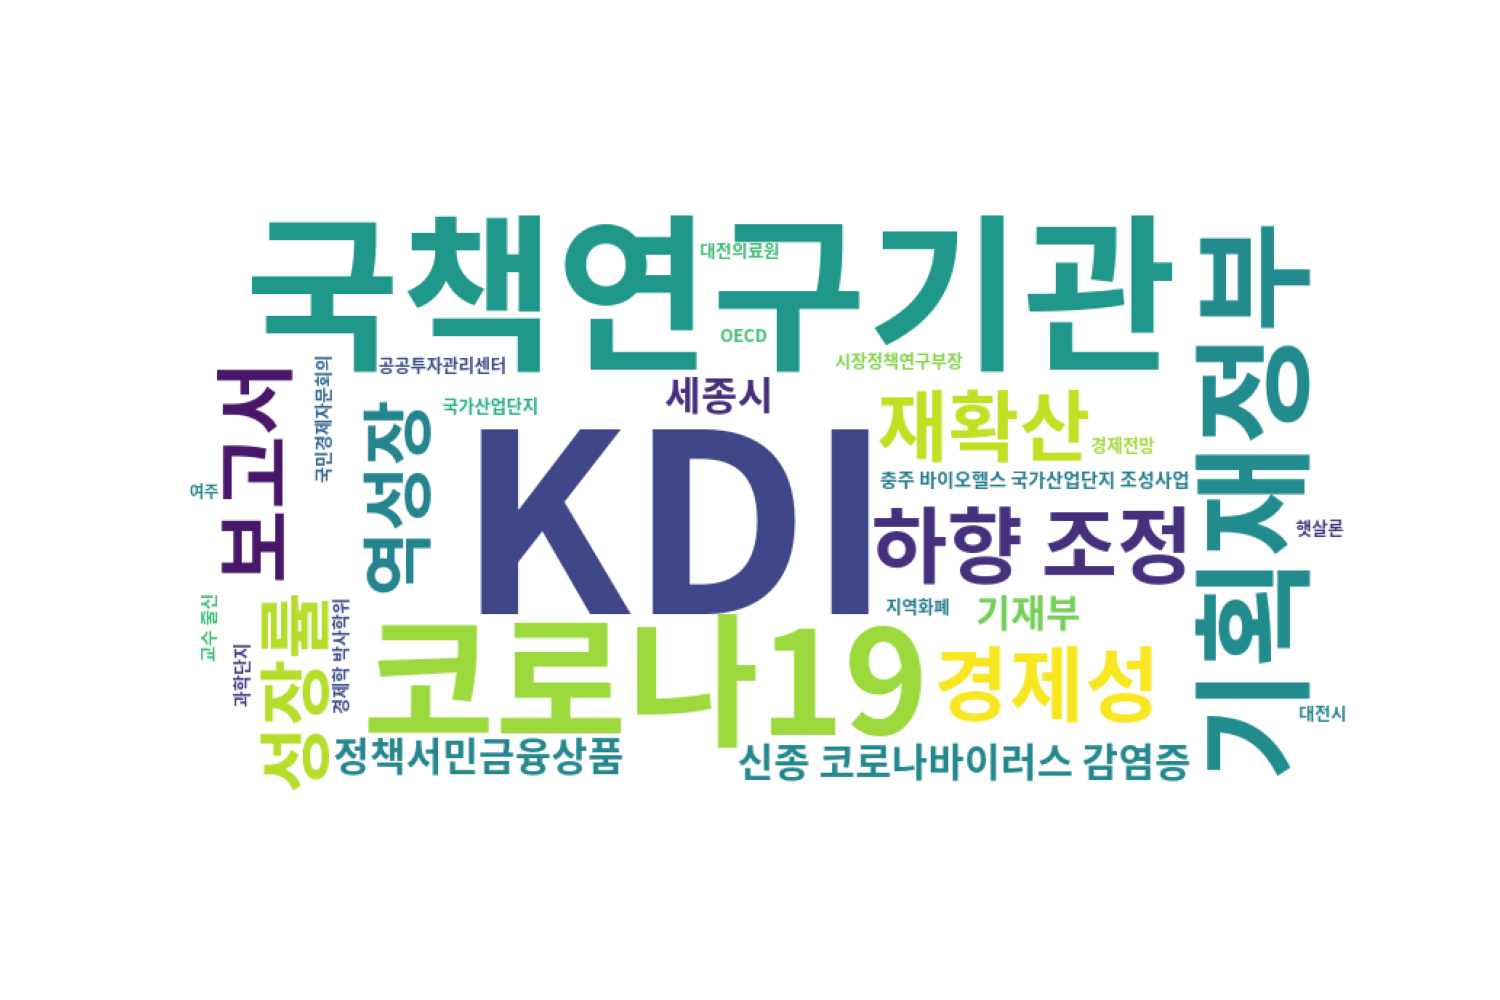 국책연구기관
대전의료원
OECD
시장정책연구부장
공공투자관리센터
기획재정부
보고서
국민경제자문회의
여주
역성장
국가산업단지
세종시
KDI
재확산
경제전망
충주 바이오헬스 국가산업단지 조성사업
하향 조정
햇살론
지역화폐
기재부
교수 출신
과학단지
성장률
경제학 박사학위
코로나19
경제성
대전시
정책서민금융상품
신종 코로나바이러스 감염증